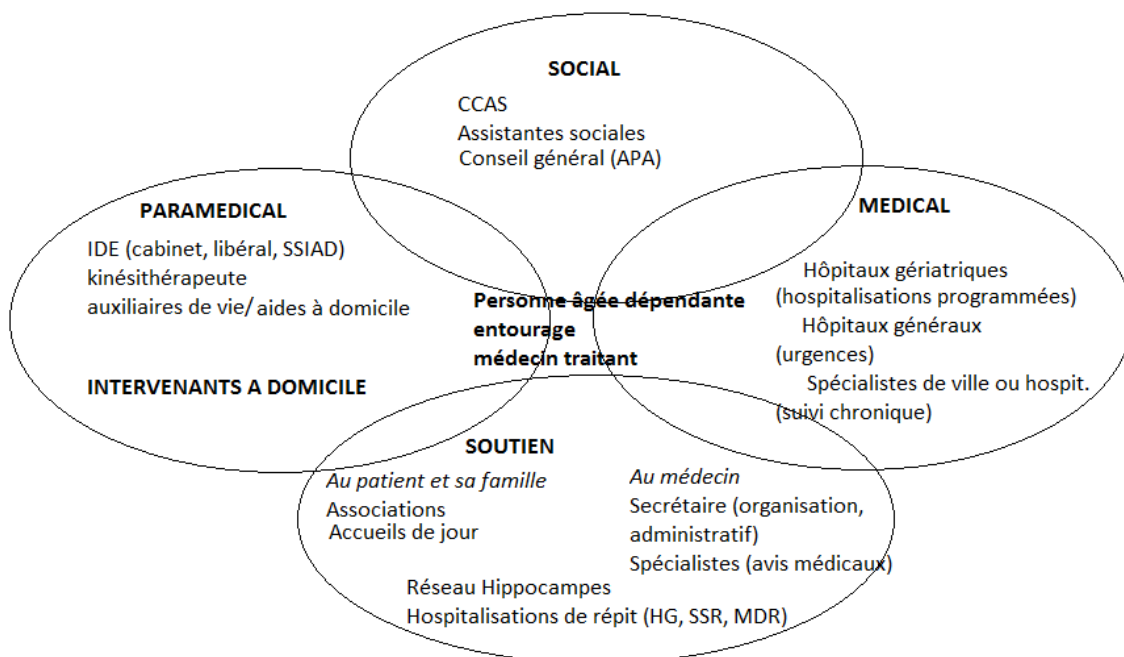 SOCIAL
CCAS
Assistantes sociales
Conseil général (APA)
PARAMEDICAL
IDE (cabinet, libéral, SSIAD)
kinésithérapeute
auxiliaires de vie/ aides à domicile
INTERVENANTS A DOMICILE
MEDICAL
Hôpitaux gériatriques
(hospitalisations programmées)
Hôpitaux généraux
(urgences)
Spécialistes de ville ou hospit.
(suivi chronique)
Personne âgée dépendante
entourage
médecin traitant
SOUTIEN
Au patient et sa famille
Associations
Accueils de jour
Au médecin
Secrétaire (organisation,
administratif)
Spécialistes (avis médicaux)
Réseau Hippocampes
Hospitalisations de répit (HG, SSR, MDR)